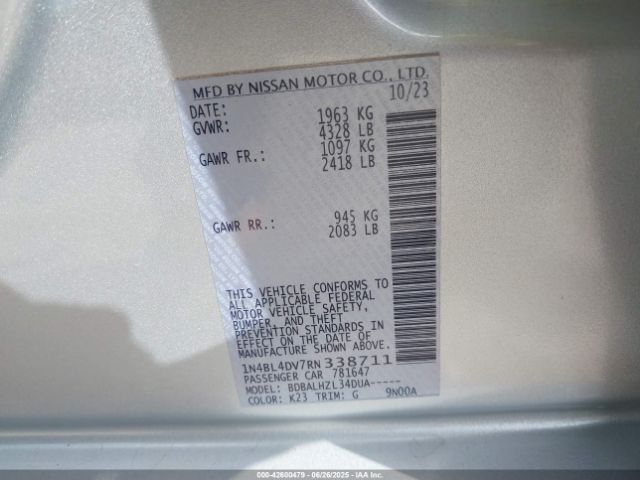 MFD BY NISSAN MOTOR CO., LTD.
DATE: 10/23
GVWR: 1963 KG
4328 LB
GAWR FR.: 1097 KG
2418 LB
GAWR RR.: 945 KG
2083 LB
THIS VEHICLE CONFORMS TO
ALL APPLICABLE FEDERAL
MOTOR VEHICLE SAFETY,
BUMPER, AND THEFT
PREVENTION STANDARDS IN
EFFECT ON THE DATE OF
MANUFACTURE SHOWN ABOVE.
1N4BL4DV7RN338711
PASSENGER CAR 781647
MODEL: BDBALHZL34DUA-----
COLOR: K23 TRIM: G 9N00A
000-42600479 06/26/2025 - IAAI.COM